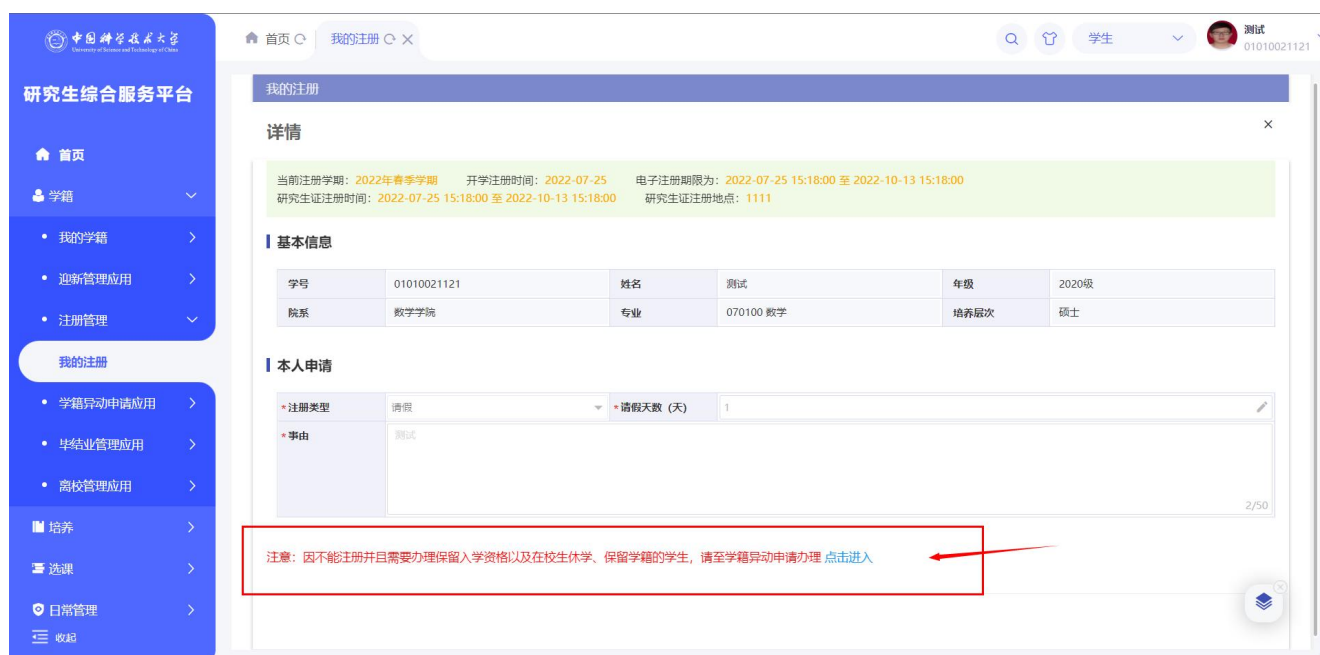 中国科学技术大学
University of Science and Technology of China
首页
我的注册
学生
测试
01010021121
研究生综合服务平台
首页
学籍
我的学籍
迎新管理应用
注册管理
我的注册
学籍异动申请应用
毕结业管理应用
离校管理应用
培养
选课
日常管理
收起
我的注册
详情
当前注册学期：2022年春季学期 开学注册时间：2022-07-25 电子注册期限为：2022-07-25 15:18:00 至 2022-10-13 15:18:00
研究生证注册时间：2022-07-25 15:18:00 至 2022-10-13 15:18:00 研究生证注册地点：1111
基本信息
学号 01010021121 姓名 测试 年级 2020级
院系 数学学院 专业 070100 数学 培养层次 硕士
本人申请
*注册类型 请假 *请假天数（天） 1
*事由 测试
2/50
注意：因不能注册并且需要办理保留入学资格以及在校生休学、保留学籍的学生，请至学籍异动申请办理 点击进入